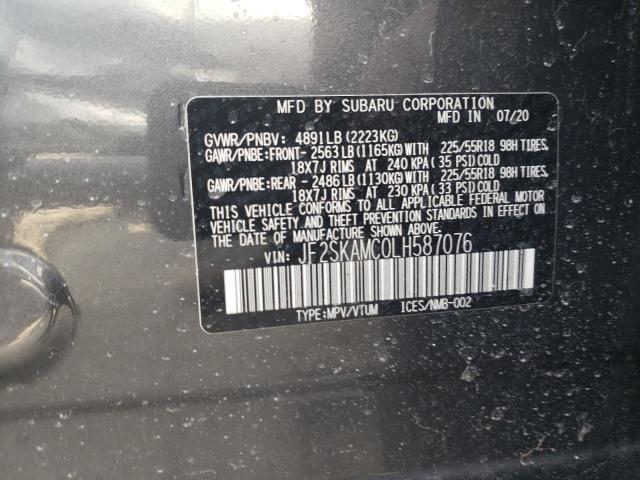 MFD BY SUBARU CORPORATION
MFD IN 07/20
GVWR/PNBV: 4891LB (2223KG)
GAWR/PNBE:FRONT-2563LB(1165KG)WITH 225/55R18 98H TIRES,
18X7J RIMS AT 240 KPA(35 PSI)COLD
GAWR/PNBE:REAR -2486LB(1130KG)WITH 225/55R18 98H TIRES,
18X7J RIMS AT 230 KPA(33 PSI)COLD
THIS VEHICLE CONFORMS TO ALL APPLICABLE FEDERAL MOTOR
VEHICLE SAFETY AND THEFT PREVENTION STANDARDS IN EFFECT ON THE
DATE OF MANUFACTURE SHOWN ABOVE.
VIN: JF2SKAMC0LH587076
TYPE:MPV/VTUM ICES/NMB-002